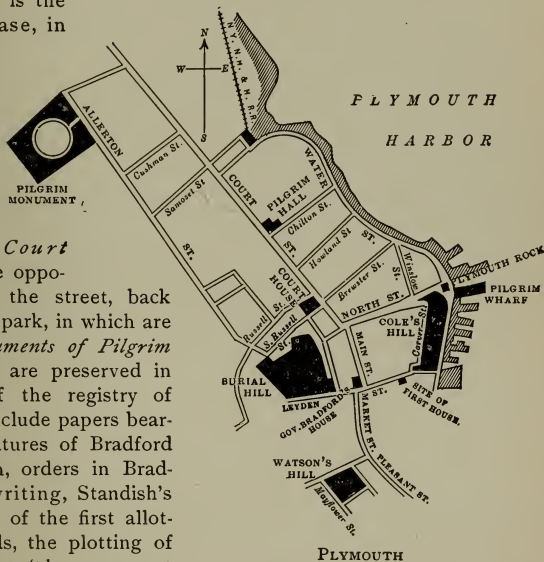 is the
ase, in
N
W E
S
N.Y. N.H. & H. R.R.
PLYMOUTH
HARBOR
ALLERTON
ST.
Cushman St.
Samoset St.
PILGRIM
MONUMENT
COURT
ST.
WATER
ST.
PILGRIM
HALL
Chilton St.
Howland St.
Brewster St.
Winslow
St.
PLYMOUTH ROCK
PILGRIM
WHARF
COURT
HOUSE
NORTH ST.
Russell St.
S. Russell
St.
COLE'S
HILL
Carver St.
MAIN ST.
BURIAL
HILL
LEYDEN
GOV. BRADFORD'S
HOUSE
SITE OF
FIRST HOUSE.
MARKET ST.
PLEASANT ST.
WATSON'S
HILL
Mayflower St.
PLYMOUTH
Court
e oppo-
the street, back
park, in which are
uments of Pilgrim
are preserved in
f the registry of
clude papers bear-
atures of Bradford
, orders in Brad-
vriting, Standish's
of the first allot-
ls, the plotting of